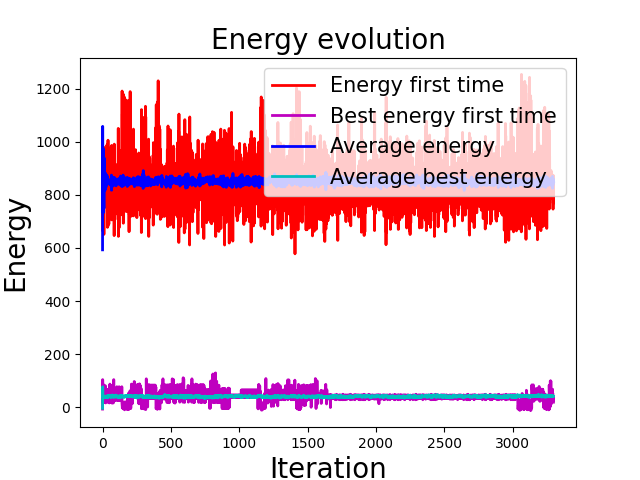 Energy evolution
Energy first time
Best energy first time
Average energy
Average best energy
Energy
1200
1000
800
600
400
200
0
0 500 1000 1500 2000 2500 3000
Iteration